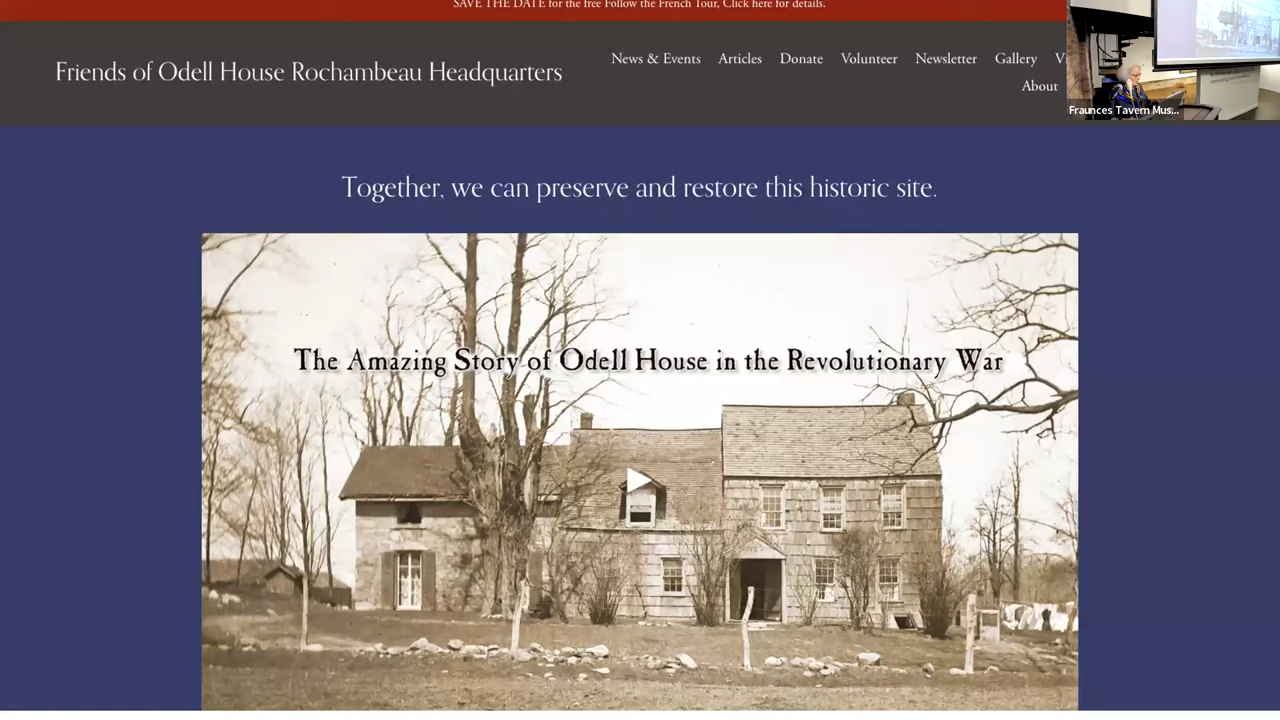 SAVE THE DATE for the free Follow the French Tour, Click here for details.
Friends of Odell House Rochambeau Headquarters
News & Events Articles Donate Volunteer Newsletter Gallery
About
Fraunces Tavern Mus...
Together, we can preserve and restore this historic site.
The Amazing Story of Odell House in the Revolutionary War